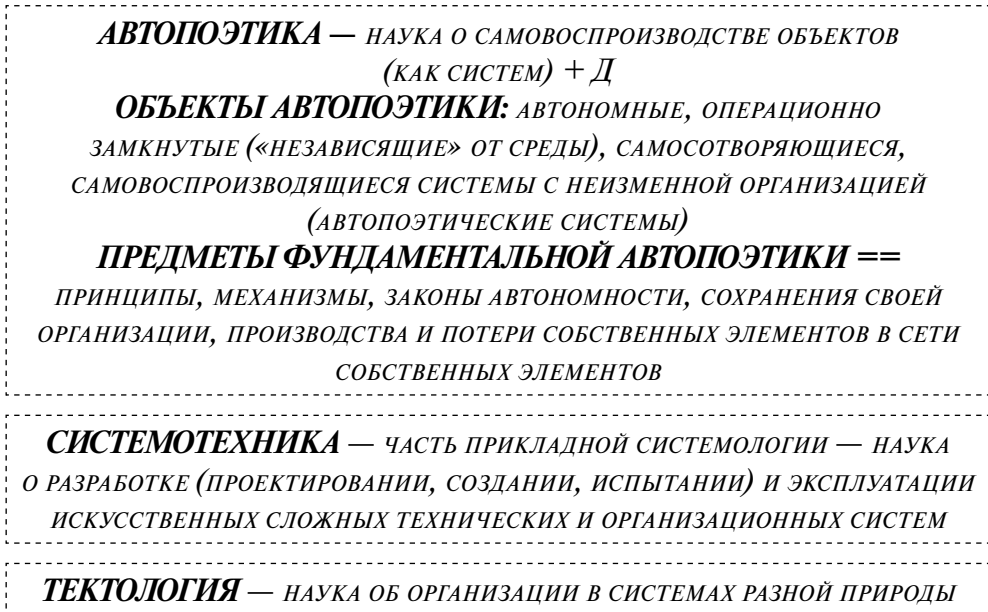 АВТОПОЭТИКА — НАУКА О САМОВОСПРОИЗВОДСТВЕ ОБЪЕКТОВ
(КАК СИСТЕМ) + Д
ОБЪЕКТЫ АВТОПОЭТИКИ: АВТОНОМНЫЕ, ОПЕРАЦИОННО
ЗАМКНУТЫЕ («НЕЗАВИСЯЩИЕ» ОТ СРЕДЫ), САМОСОТВОРЯЮЩИЕСЯ,
САМОВОСПРОИЗВОДЯЩИЕСЯ СИСТЕМЫ С НЕИЗМЕННОЙ ОРГАНИЗАЦИЕЙ
(АВТОПОЭТИЧЕСКИЕ СИСТЕМЫ)
ПРЕДМЕТЫ ФУНДАМЕНТАЛЬНОЙ АВТОПОЭТИКИ ==
ПРИНЦИПЫ, МЕХАНИЗМЫ, ЗАКОНЫ АВТОНОМНОСТИ, СОХРАНЕНИЯ СВОЕЙ
ОРГАНИЗАЦИИ, ПРОИЗВОДСТВА И ПОТЕРИ СОБСТВЕННЫХ ЭЛЕМЕНТОВ В СЕТИ
СОБСТВЕННЫХ ЭЛЕМЕНТОВ
СИСТЕМОТЕХНИКА — ЧАСТЬ ПРИКЛАДНОЙ СИСТЕМОЛОГИИ — НАУКА
О РАЗРАБОТКЕ (ПРОЕКТИРОВАНИИ, СОЗДАНИИ, ИСПЫТАНИИ) И ЭКСПЛУАТАЦИИ
ИСКУССТВЕННЫХ СЛОЖНЫХ ТЕХНИЧЕСКИХ И ОРГАНИЗАЦИОННЫХ СИСТЕМ
ТЕКТОЛОГИЯ — НАУКА ОБ ОРГАНИЗАЦИИ В СИСТЕМАХ РАЗНОЙ ПРИРОДЫ